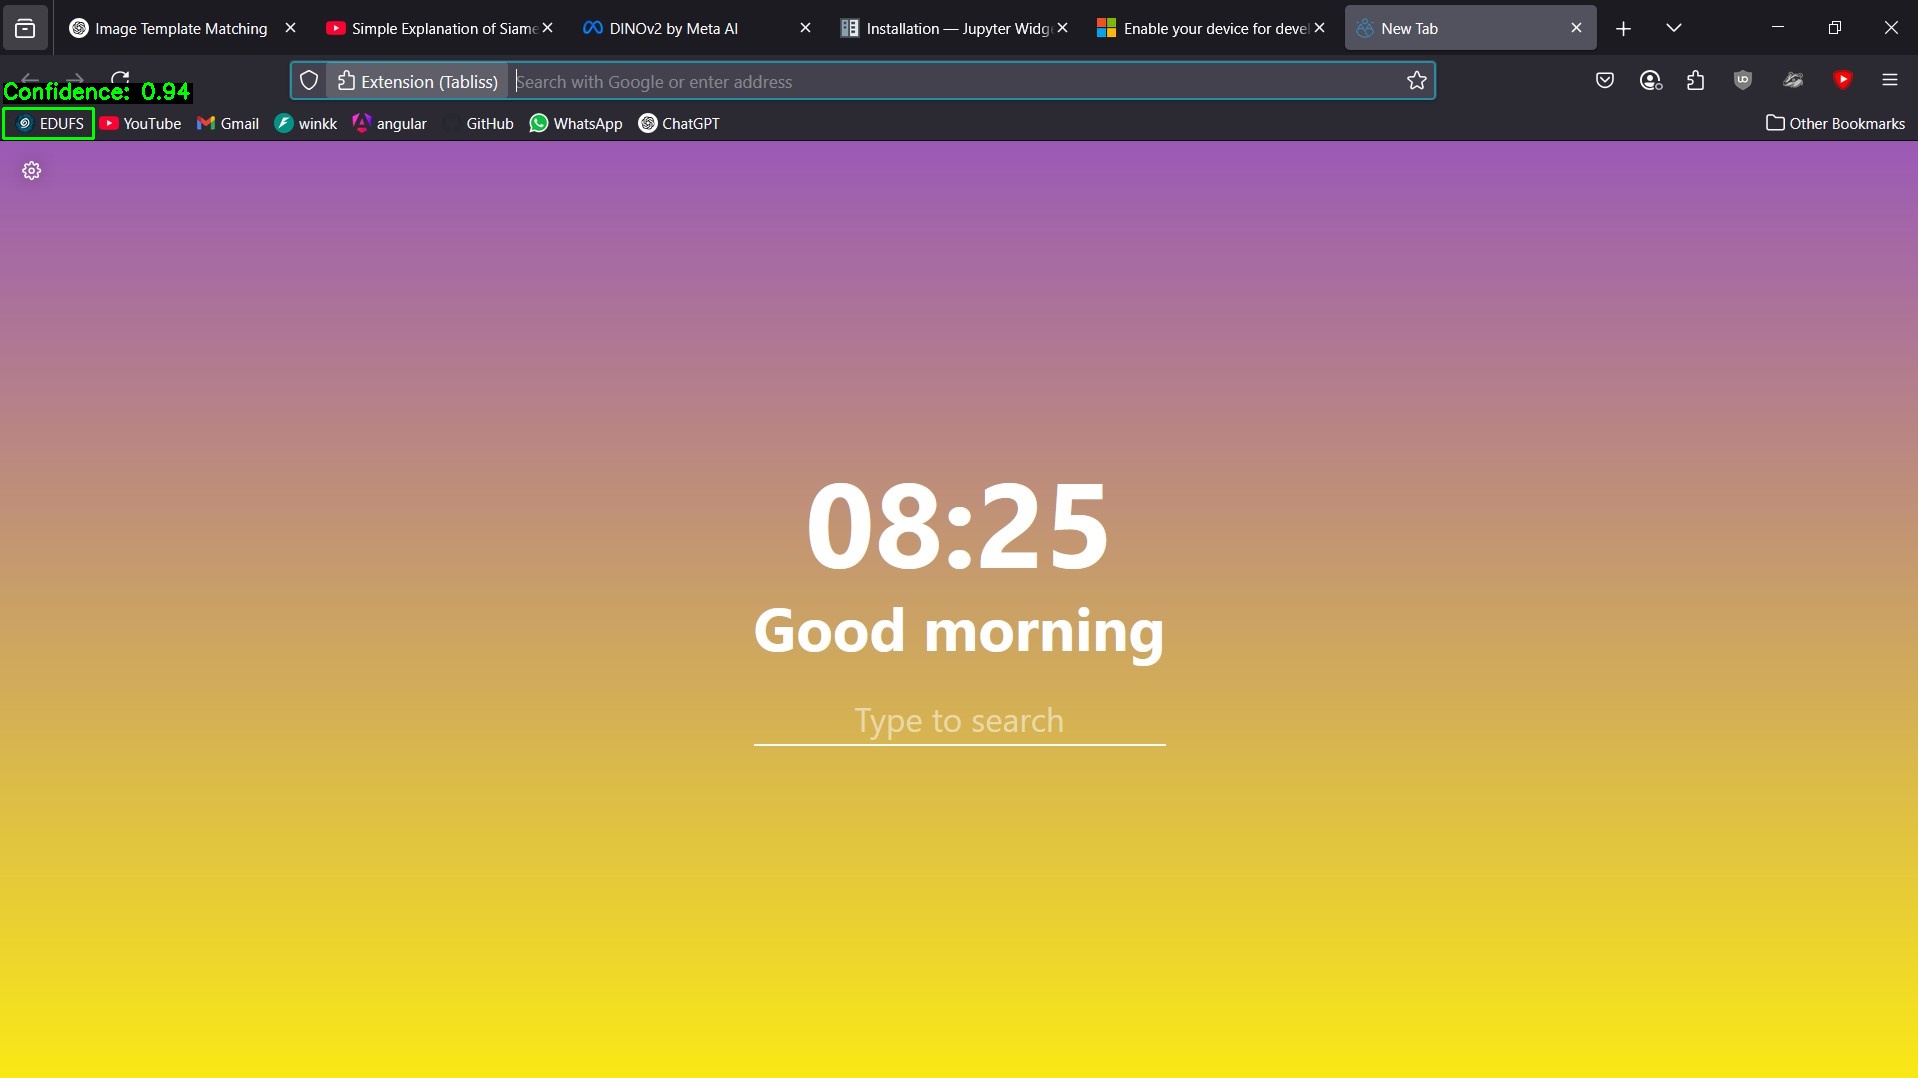 Image Template Matching
Simple Explanation of Siame
DINOv2 by Meta AI
Installation — Jupyter Widge
Enable your device for devel
New Tab
Extension (Tabliss)
Search with Google or enter address
Confidence: 0.94
EDUFS
YouTube
Gmail
winkk
angular
GitHub
WhatsApp
ChatGPT
Other Bookmarks
08:25
Good morning
Type to search